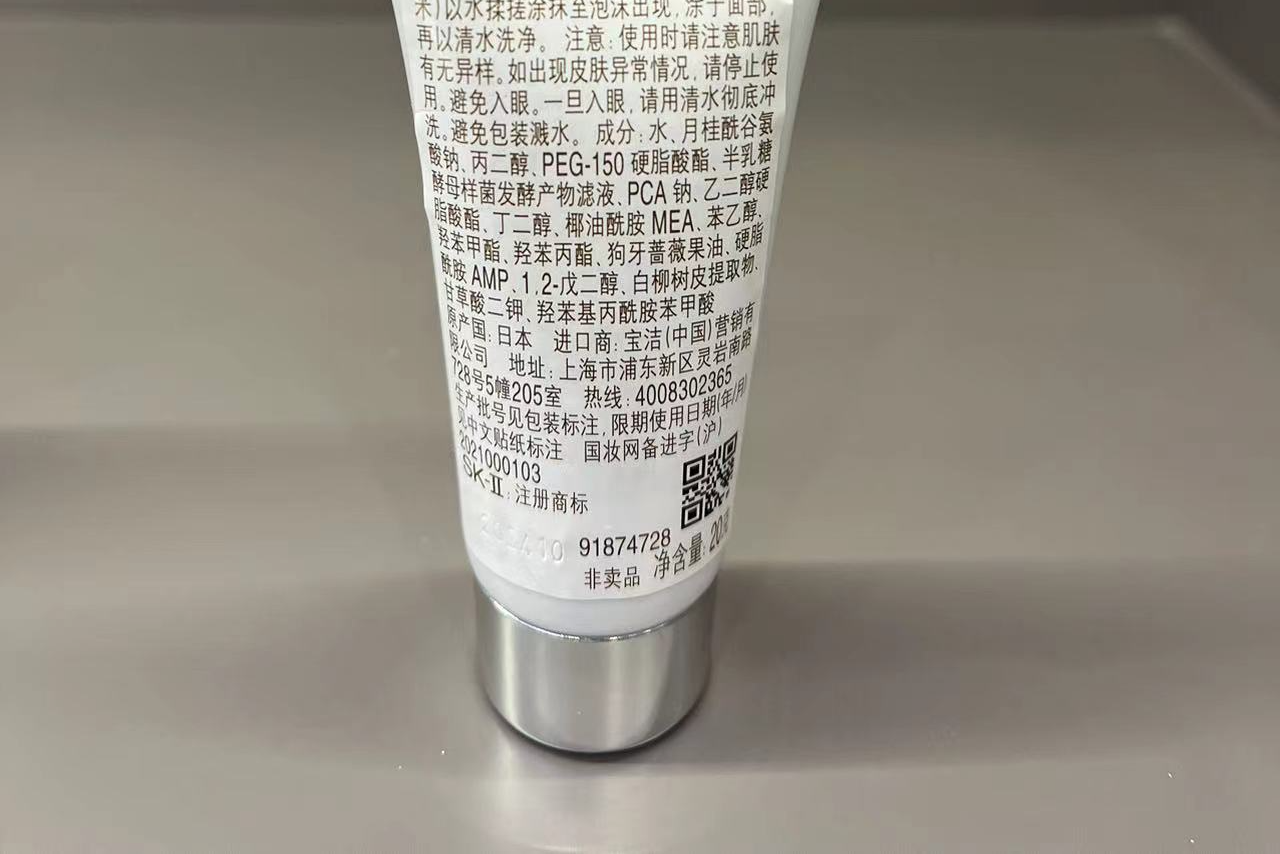 米)以水揉搓涂抹至泡沫出现,涂于面部,
再以清水洗净。 注意:使用时请注意肌肤
有无异样。如出现皮肤异常情况,请停止使
用。避免入眼。一旦入眼,请用清水彻底冲
洗。避免包装溅水。 成分:水、月桂酰谷氨
酸钠、丙二醇、PEG-150 硬脂酸酯、半乳糖
酵母样菌发酵产物滤液、PCA 钠、乙二醇硬
脂酸酯、丁二醇、椰油酰胺 MEA、苯乙醇、
羟苯甲酯、羟苯丙酯、狗牙蔷薇果油、硬脂
酰胺 AMP、1,2-戊二醇、白柳树皮提取物、
甘草酸二钾、羟苯基丙酰胺苯甲酸
原产国:日本 进口商:宝洁(中国)营销有
限公司 地址:上海市浦东新区灵岩南路
728号5幢205室 热线:4008302365
生产批号见包装标注,限期使用日期(年/月)
见中文贴纸标注 国妆网备进字(沪)
2021000103
SK-II:注册商标
91874728
非卖品 净含量:20克